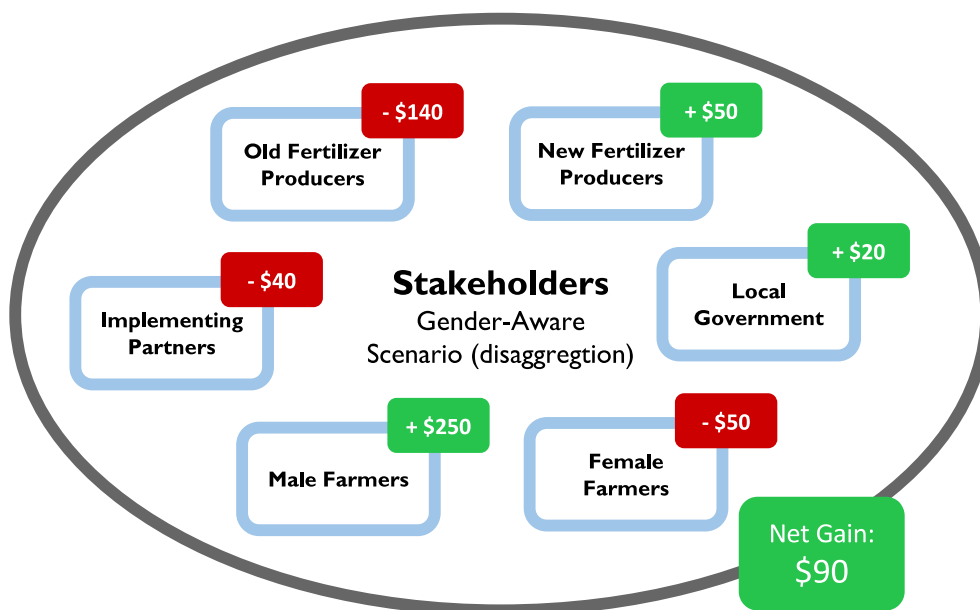 - $140
Old Fertilizer
Producers
+ $50
New Fertilizer
Producers
- $40
Implementing
Partners
Stakeholders
Gender-Aware
Scenario (disaggregtion)
+ $20
Local
Government
+ $250
Male Farmers
- $50
Female
Farmers
Net Gain:
$90